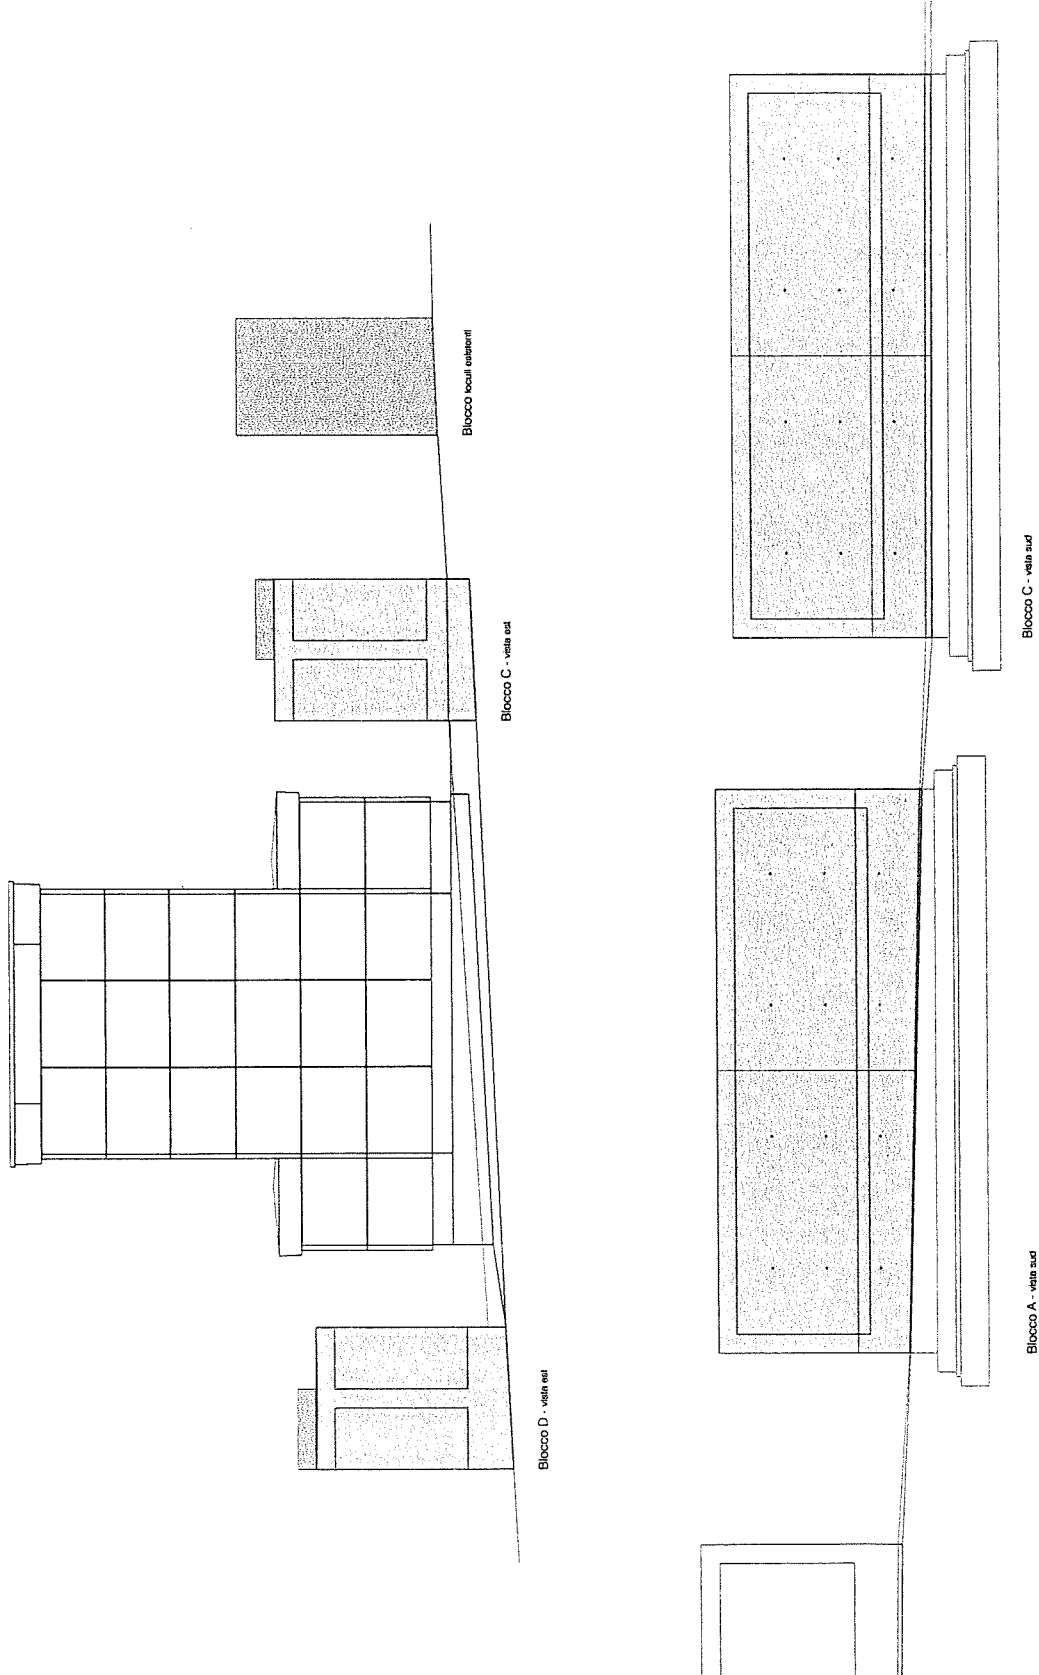 Blocco D - vista est
Blocco C - vista est
Blocco loculi esistenti
Blocco A - vista sud
Blocco C - vista sud